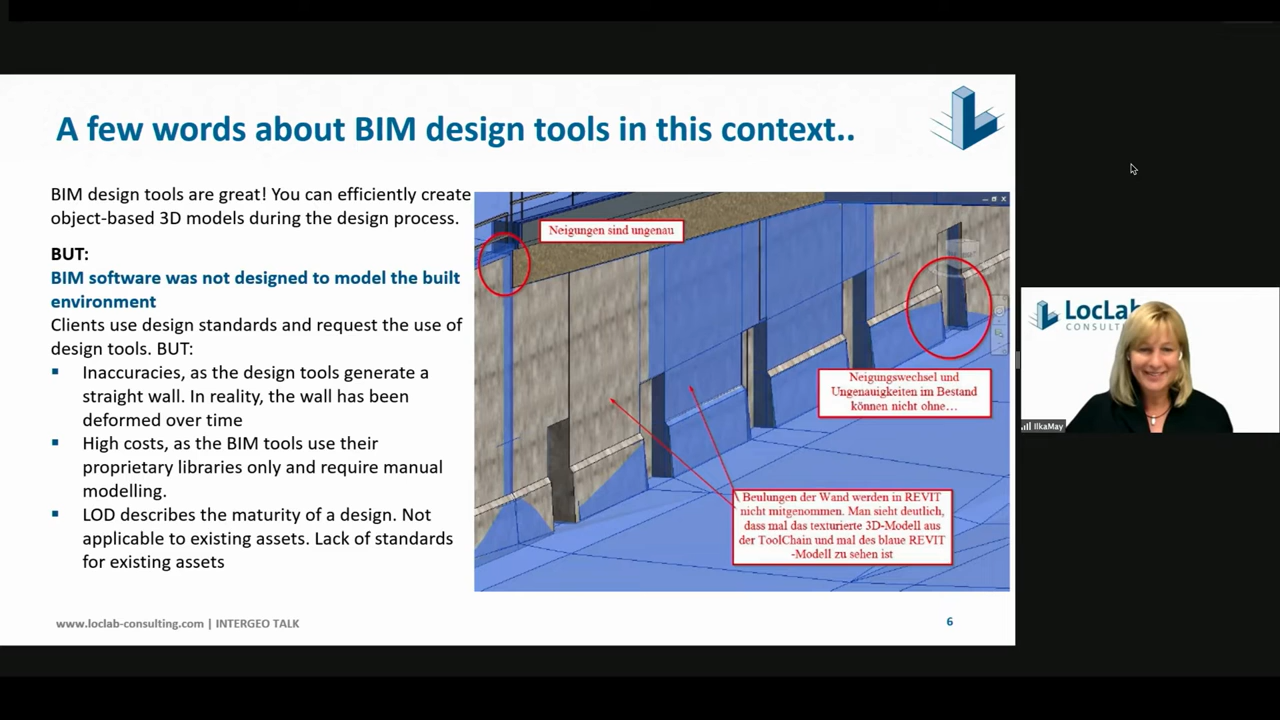 A few words about BIM design tools in this context..
BIM design tools are great! You can efficiently create
object-based 3D models during the design process.
BUT:
BIM software was not designed to model the built
environment
Clients use design standards and request the use of
design tools. BUT:
▪ Inaccuracies, as the design tools generate a
straight wall. In reality, the wall has been
deformed over time
▪ High costs, as the BIM tools use their
proprietary libraries only and require manual
modelling.
▪ LOD describes the maturity of a design. Not
applicable to existing assets. Lack of standards
for existing assets
Neigungen sind ungenau
Neigungswechsel und
Ungenauigkeiten im Bestand
können nicht ohne…
Beulungen der Wand werden in REVIT
nicht mitgenommen. Man sieht deutlich,
dass mal das texturierte 3D-Modell aus
der ToolChain und mal des blaue REVIT
-Modell zu sehen ist
www.loclab-consulting.com | INTERGEO TALK
6
LocLab
CONSULT
IlkaMay